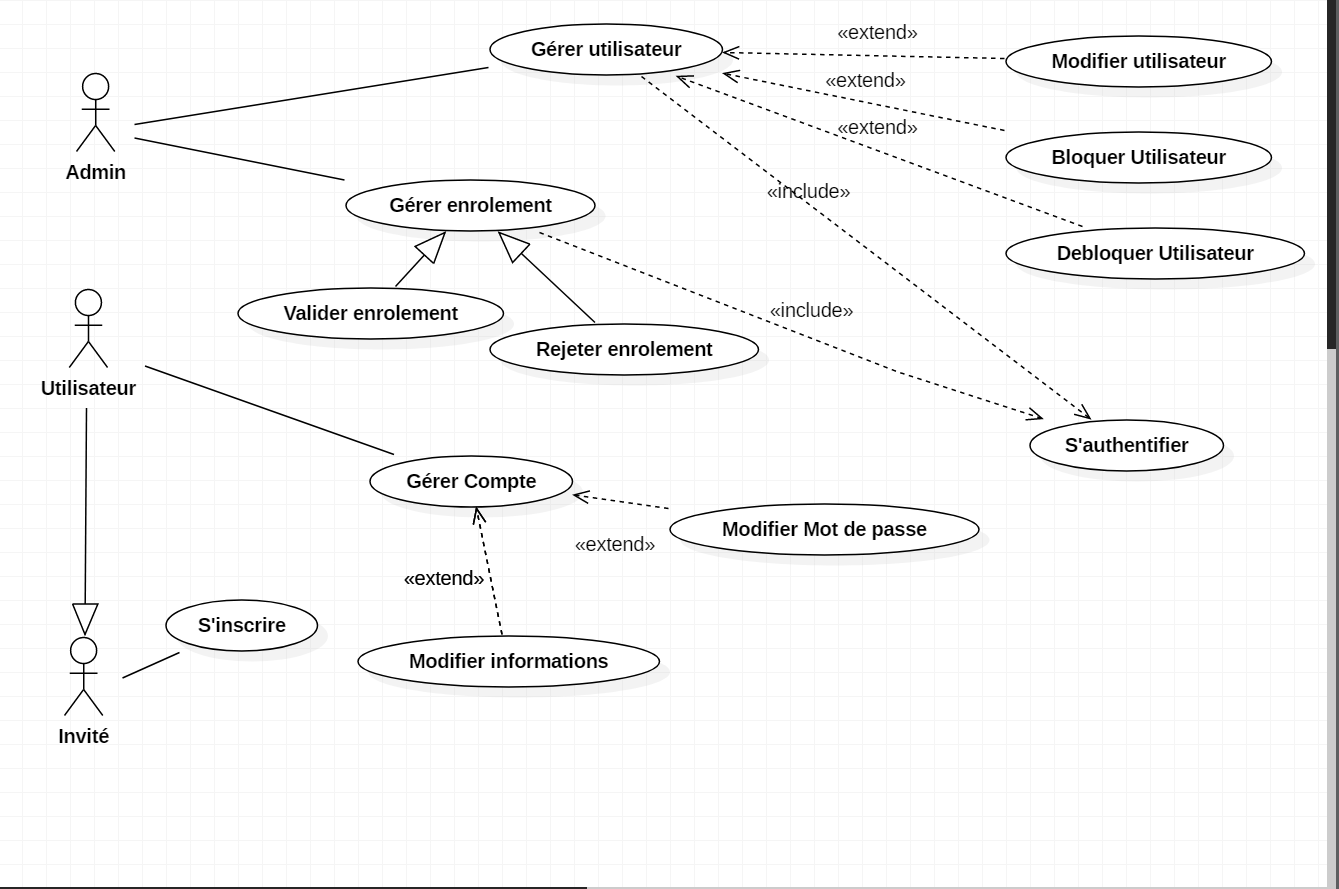 «extend»
Gérer utilisateur
Modifier utilisateur
«extend»
«extend»
Bloquer Utilisateur
Admin
«include»
Gérer enrolement
Debloquer Utilisateur
Valider enrolement
«include»
Rejeter enrolement
Utilisateur
S'authentifier
Gérer Compte
Modifier Mot de passe
«extend»
«extend»
S'inscrire
Modifier informations
Invité